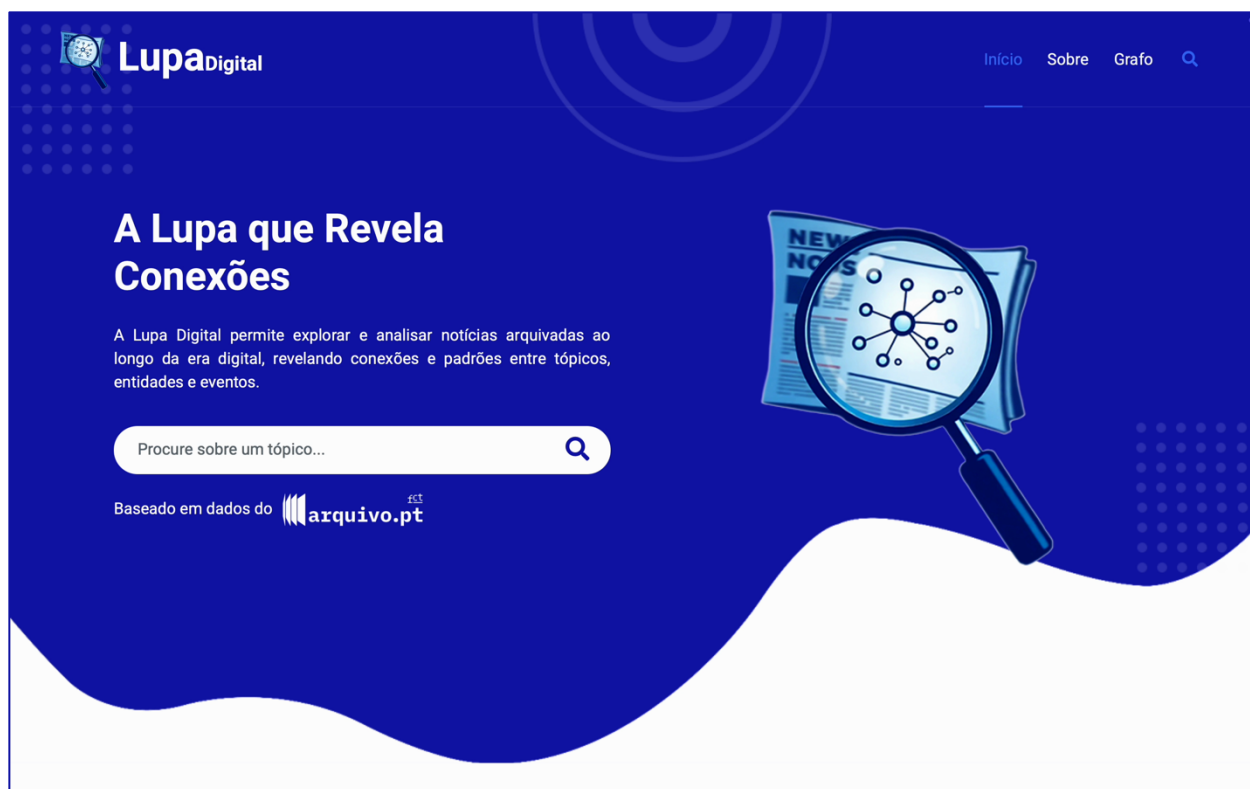 LupaDigital
Início Sobre Grafo
A Lupa que Revela
Conexões
A Lupa Digital permite explorar e analisar notícias arquivadas ao
longo da era digital, revelando conexões e padrões entre tópicos,
entidades e eventos.
Procure sobre um tópico...
Baseado em dados do arquivo.pt
fct
NEW